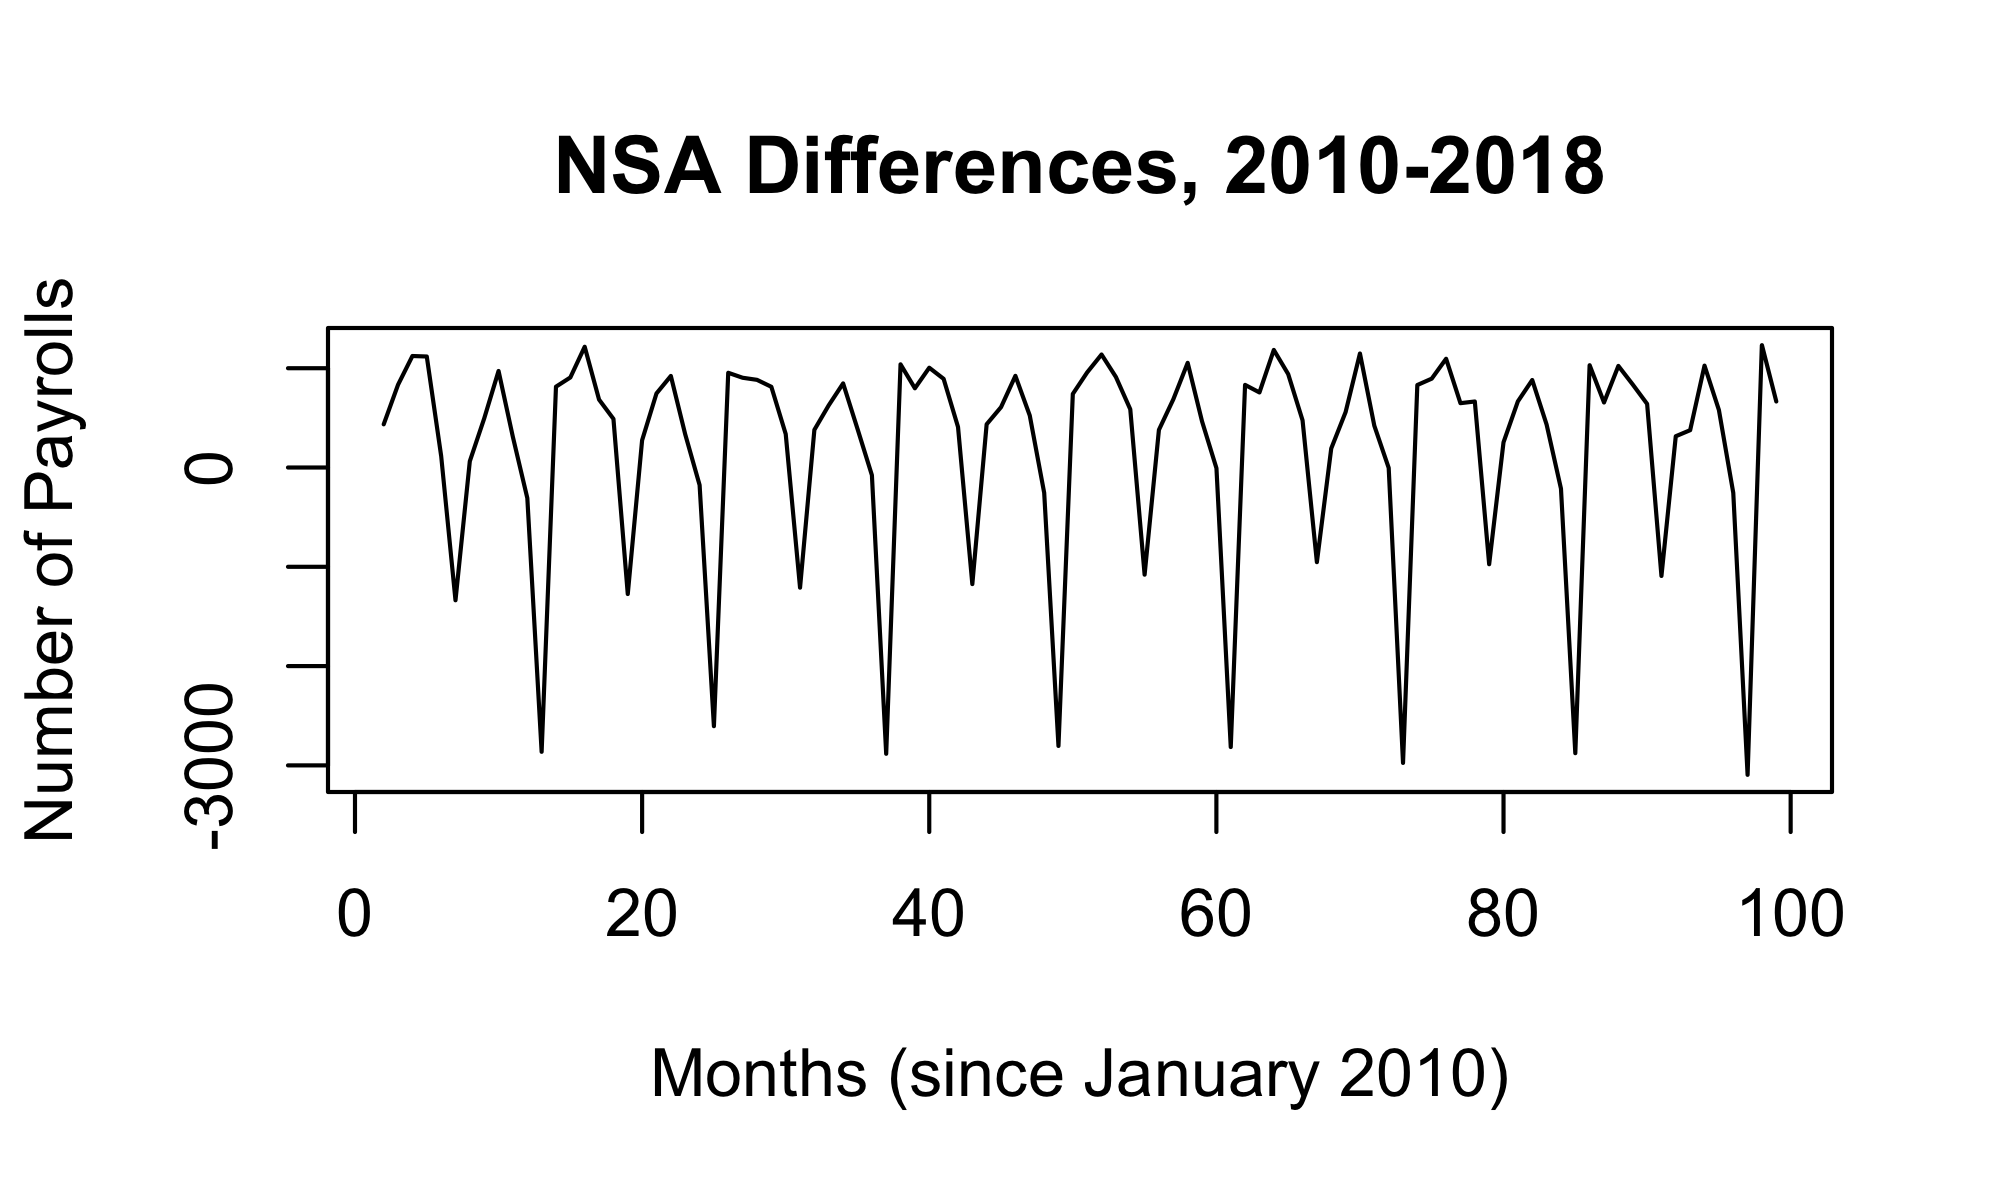 NSA Differences, 2010-2018
Number of Payrolls
0
-3000
0 20 40 60 80 100
Months (since January 2010)